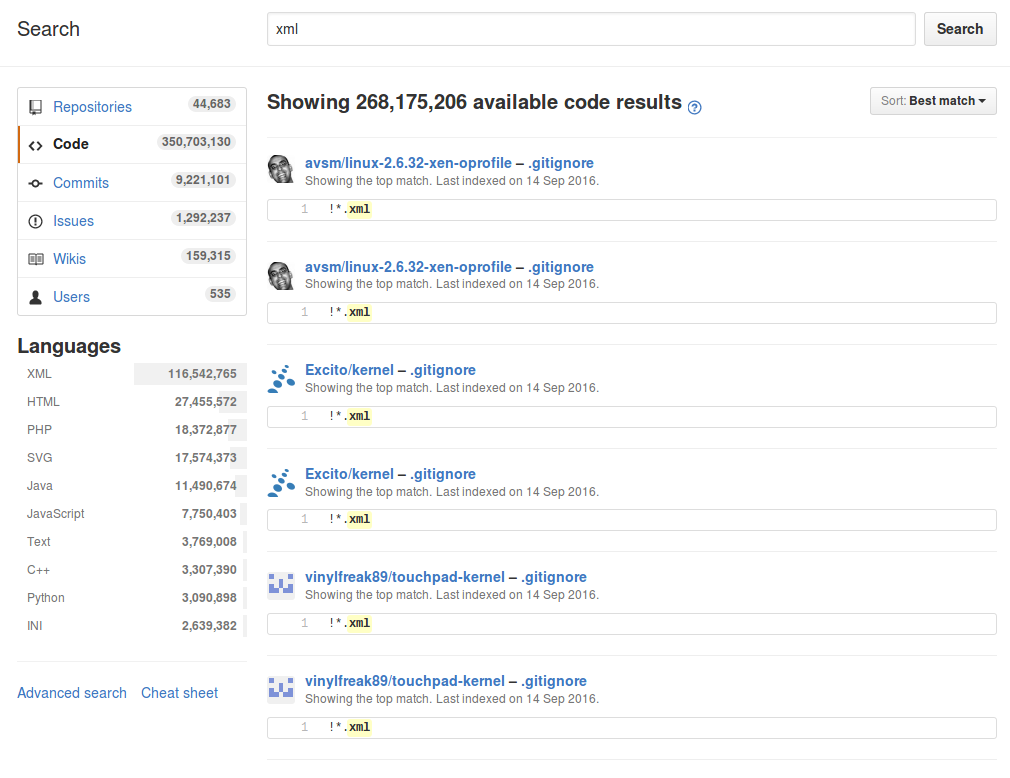 Search
xml
Search
Repositories 44,683
Code 350,703,130
Commits 9,221,101
Issues 1,292,237
Wikis 159,315
Users 535
Languages
XML 116,542,765
HTML 27,455,572
PHP 18,372,877
SVG 17,574,373
Java 11,490,674
JavaScript 7,750,403
Text 3,769,008
C++ 3,307,390
Python 3,090,898
INI 2,639,382
Advanced search Cheat sheet
Showing 268,175,206 available code results ?
Sort: Best match
avsm/linux-2.6.32-xen-oprofile – .gitignore
Showing the top match. Last indexed on 14 Sep 2016.
1 !*.xml
avsm/linux-2.6.32-xen-oprofile – .gitignore
Showing the top match. Last indexed on 14 Sep 2016.
1 !*.xml
Excito/kernel – .gitignore
Showing the top match. Last indexed on 14 Sep 2016.
1 !*.xml
Excito/kernel – .gitignore
Showing the top match. Last indexed on 14 Sep 2016.
1 !*.xml
vinylfreak89/touchpad-kernel – .gitignore
Showing the top match. Last indexed on 14 Sep 2016.
1 !*.xml
vinylfreak89/touchpad-kernel – .gitignore
Showing the top match. Last indexed on 14 Sep 2016.
1 !*.xml